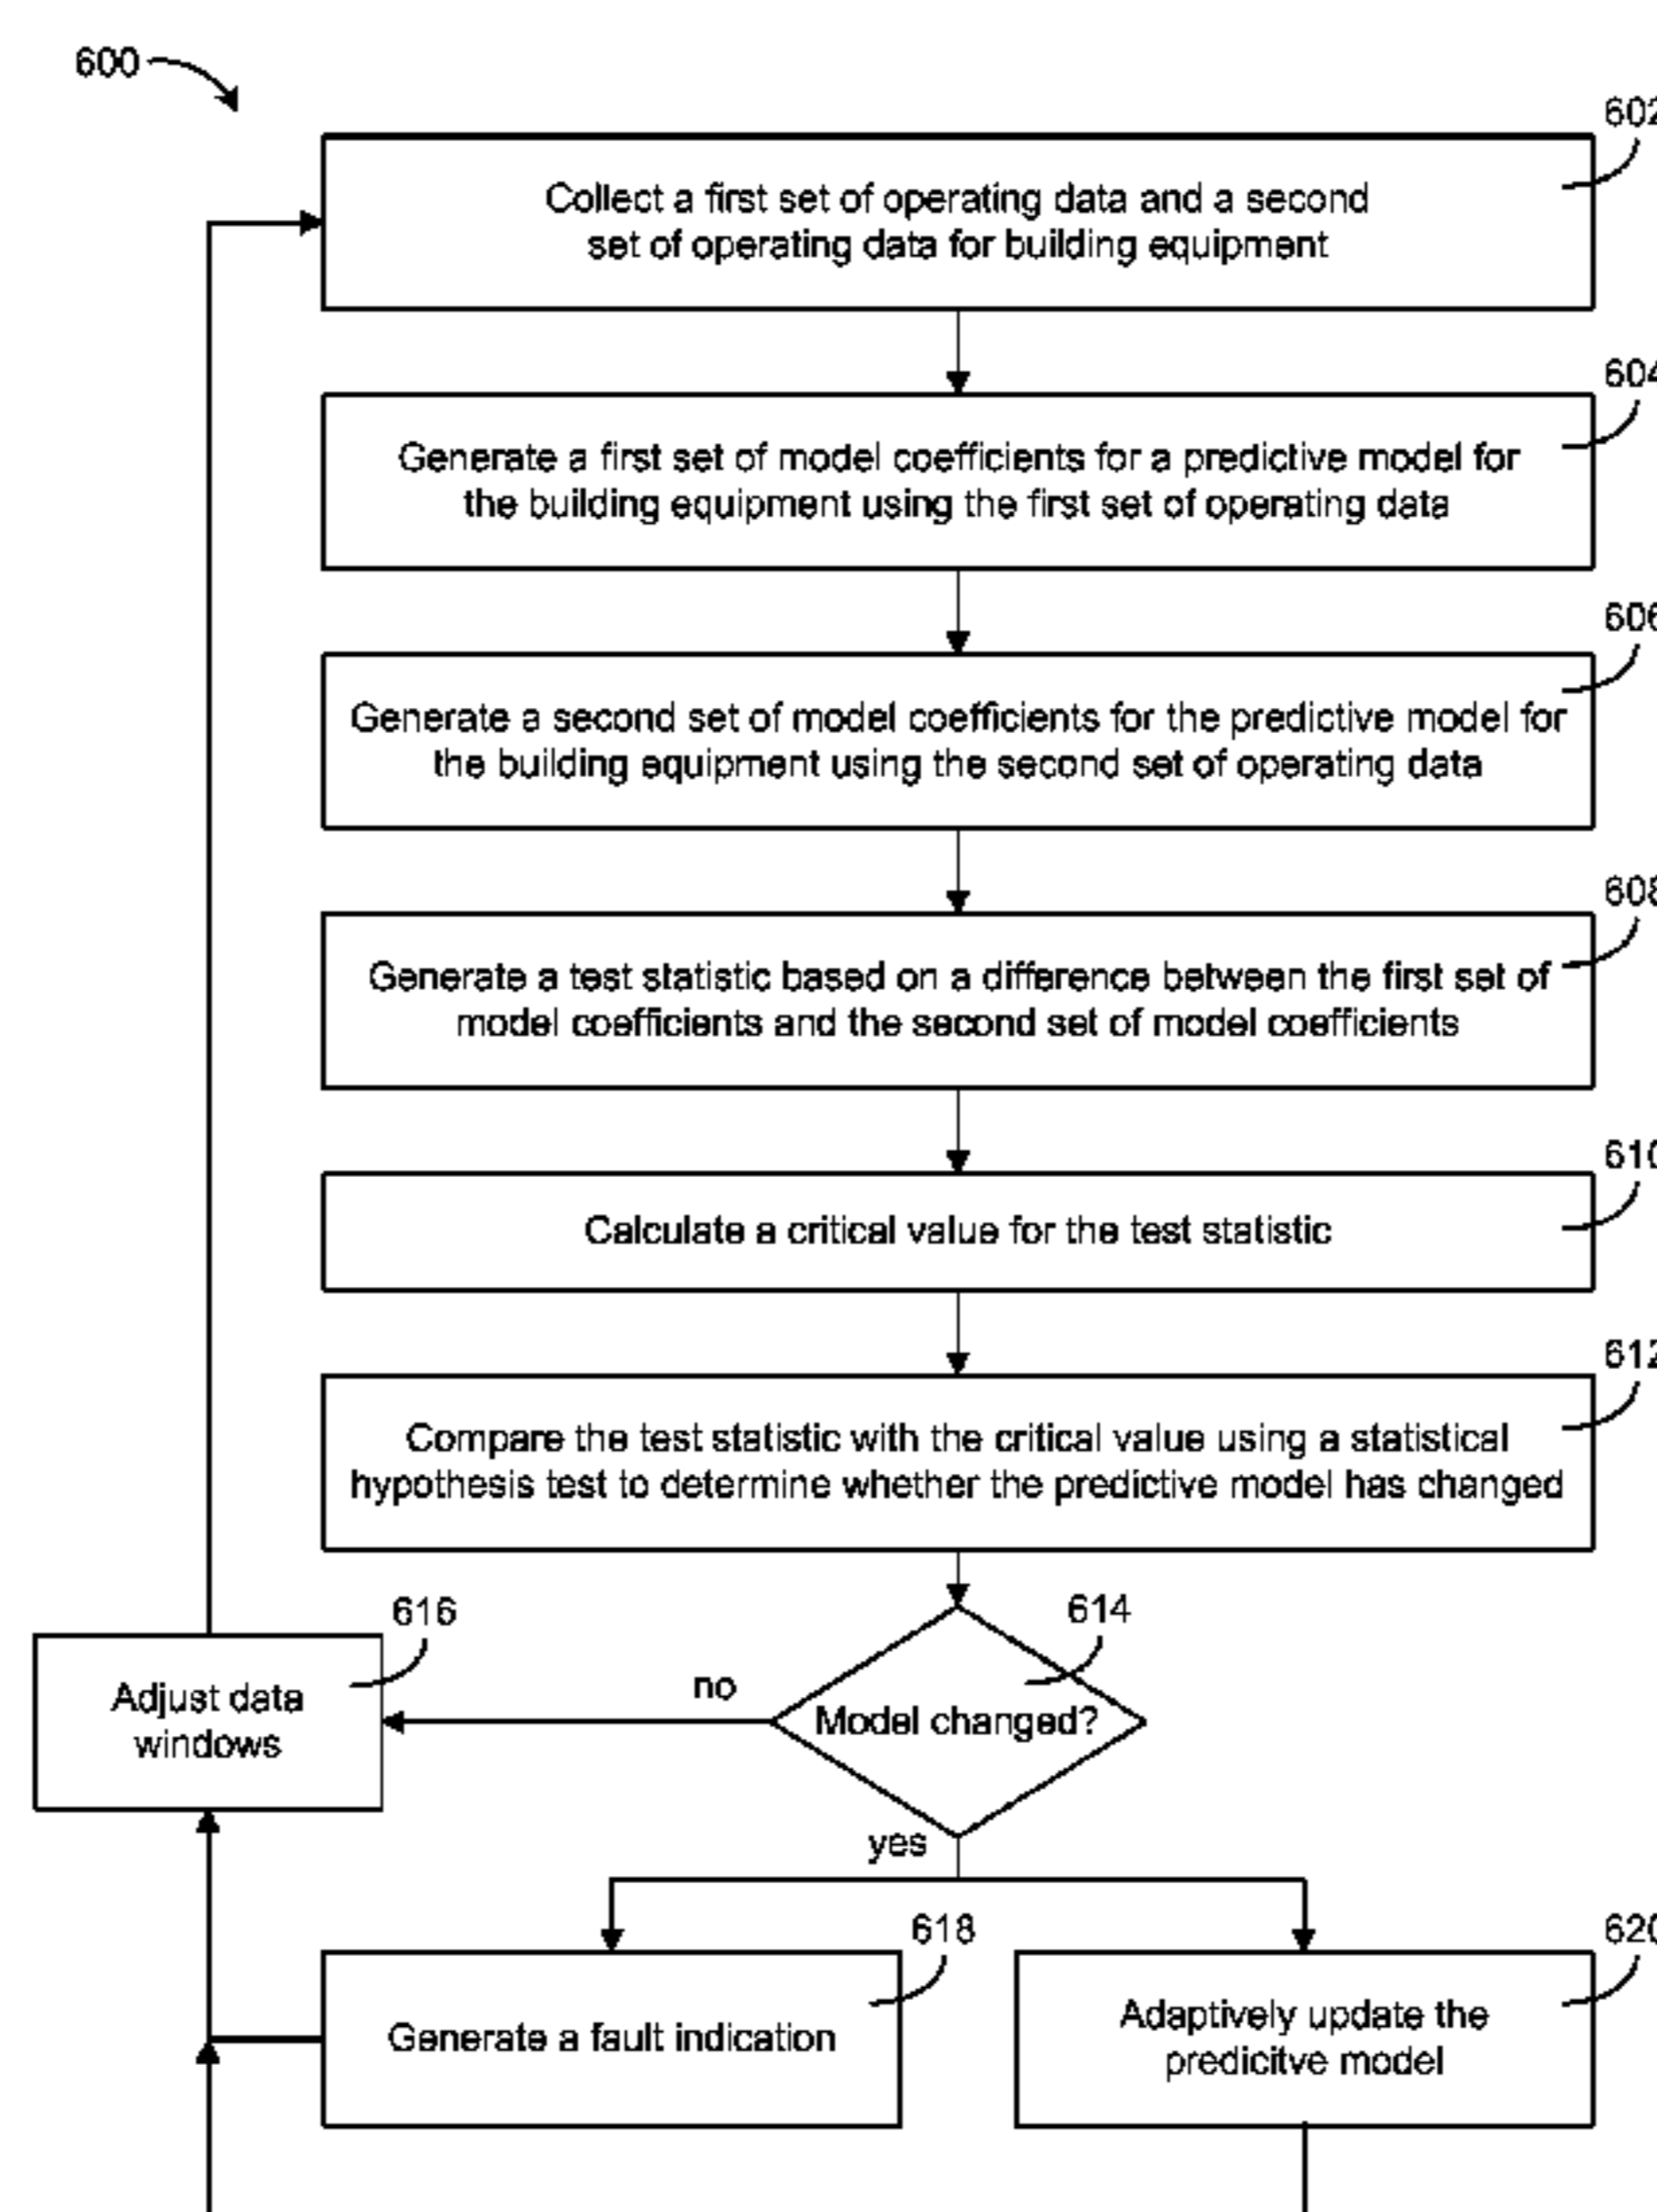 600
602
Collect a first set of operating data and a second
set of operating data for building equipment
604
Generate a first set of model coefficients for a predictive model for
the building equipment using the first set of operating data
606
Generate a second set of model coefficients for the predictive model for
the building equipment using the second set of operating data
608
Generate a test statistic based on a difference between the first set of
model coefficients and the second set of model coefficients
610
Calculate a critical value for the test statistic
612
Compare the test statistic with the critical value using a statistical
hypothesis test to determine whether the predictive model has changed
616
614
Adjust data
windows
no
Model changed?
yes
618
620
Generate a fault indication
Adaptively update the
predicitve model